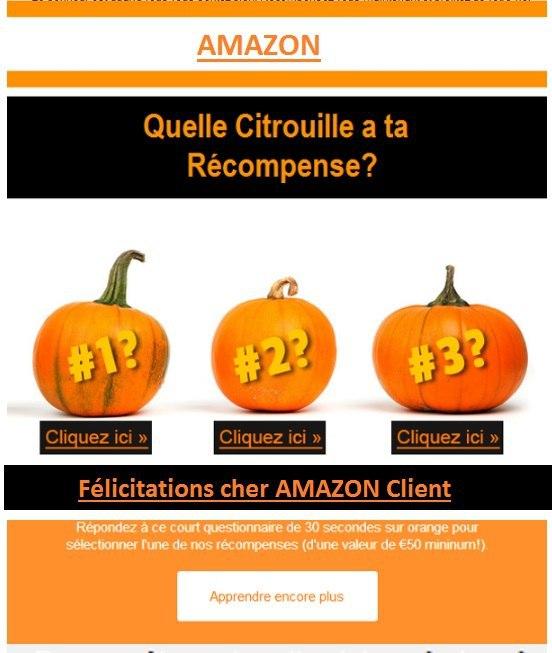 AMAZON
Quelle Citrouille a ta
Récompense?
#1?
#2?
#3?
Cliquez ici »
Cliquez ici »
Cliquez ici »
Félicitations cher AMAZON Client
Répondez à ce court questionnaire de 30 secondes sur orange pour
sélectionner l'une de nos récompenses (d'une valeur de €50 mininum!).
Apprendre encore plus